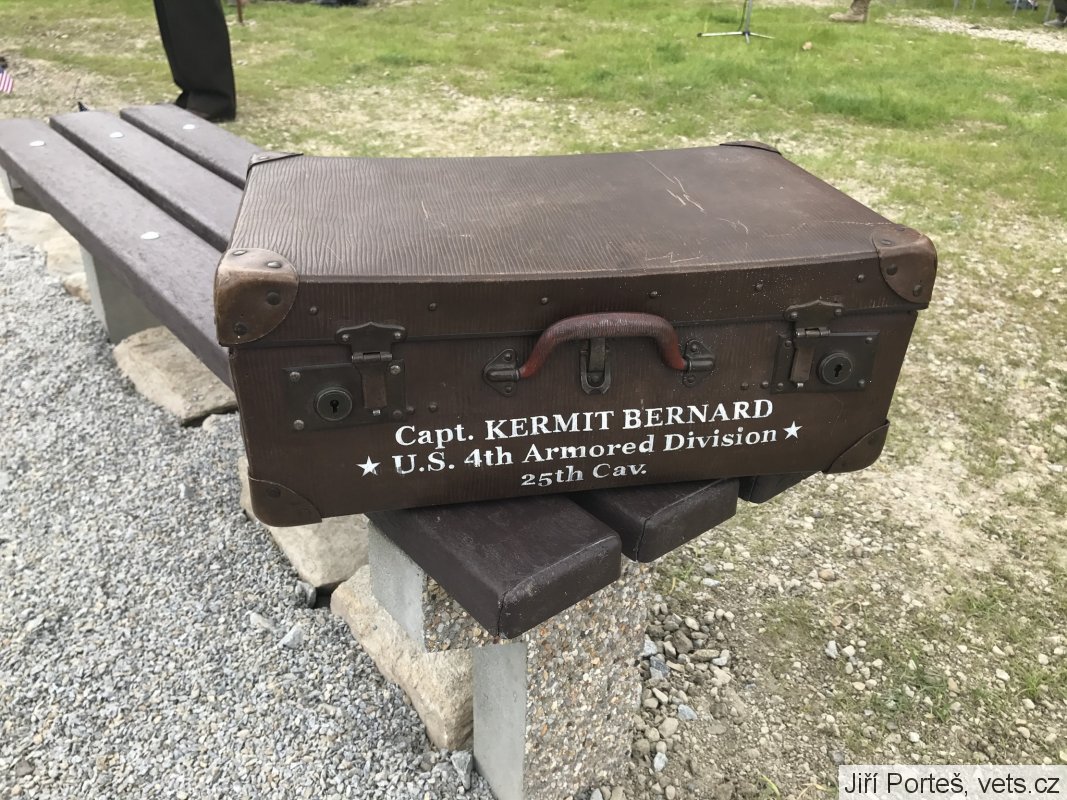 Capt. KERMIT BERNARD
★ U.S. 4th Armored Division ★
25th Cav.
Jiří Porteš, vets.cz